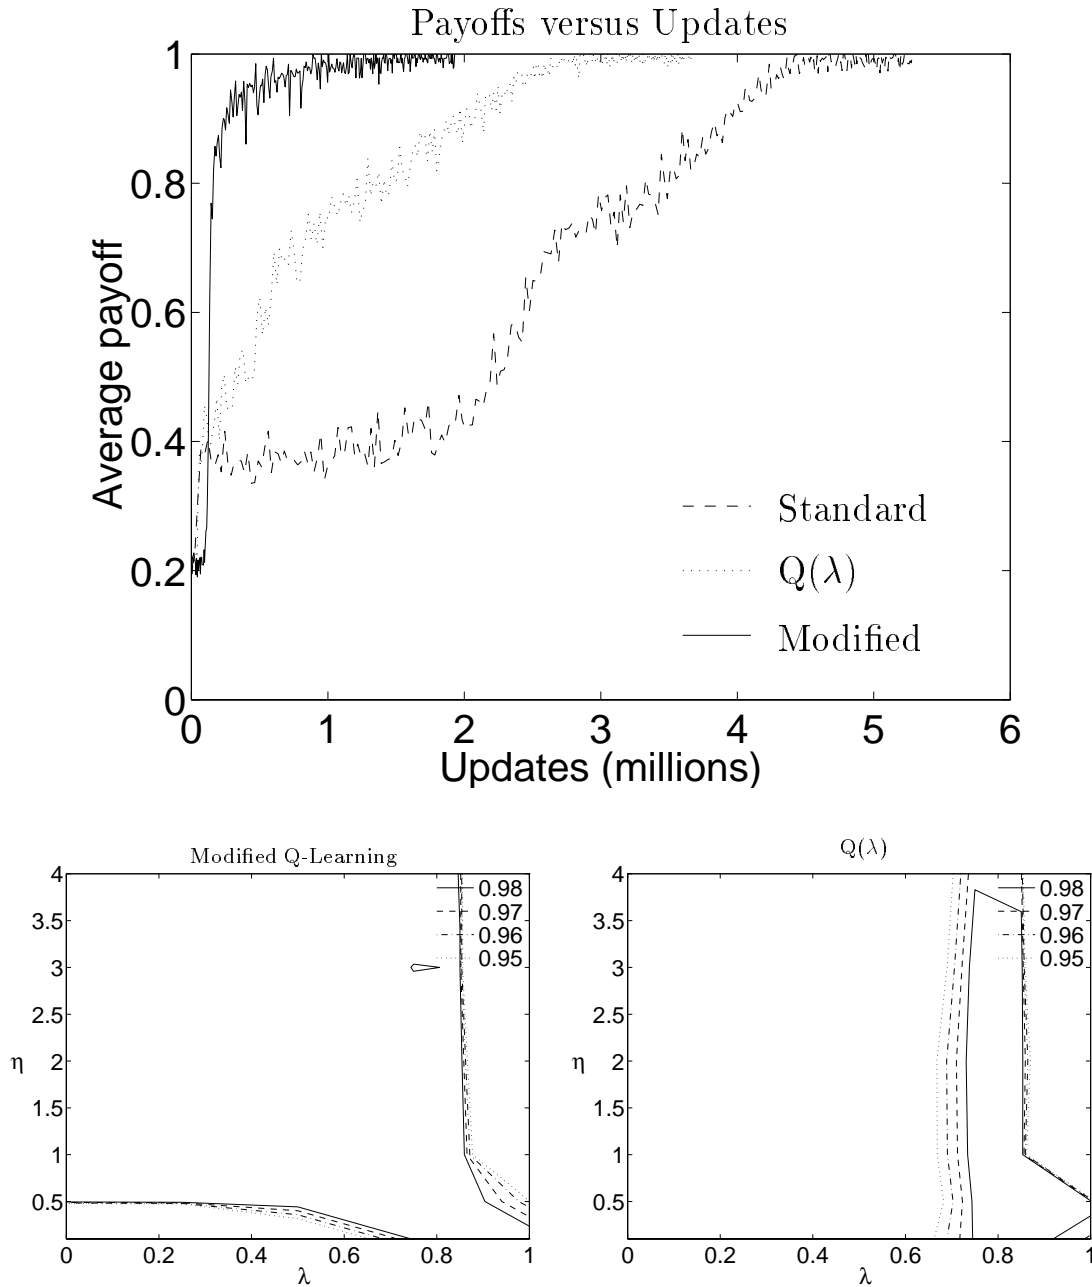 Payoffs versus Updates
1
0.8
0.6
0.4
0.2
0
Average payoff
Standard
Q(λ)
Modified
0 1 2 3 4 5 6
Updates (millions)
Modified Q-Learning
4
3.5
3
2.5
2
1.5
1
0.5
η
0.98
0.97
0.96
0.95
0 0.2 0.4 0.6 0.8 1
λ
Q(λ)
4
3.5
3
2.5
2
1.5
1
0.5
η
0.98
0.97
0.96
0.95
0 0.2 0.4 0.6 0.8 1
λ